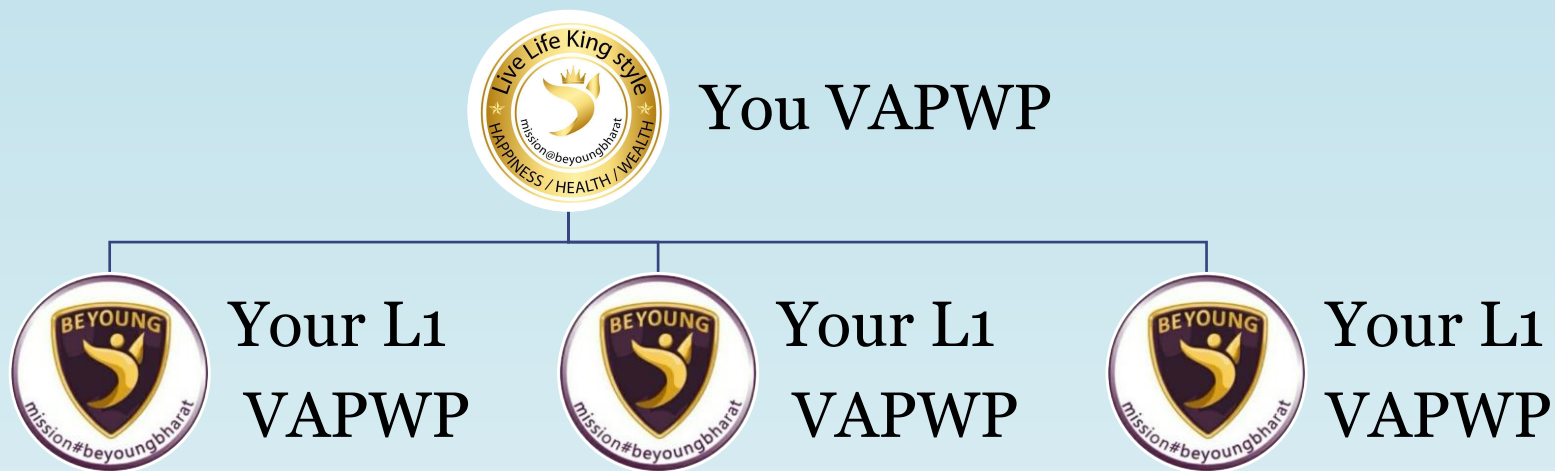 Live Life King style
mission@beyoungbharat
HAPPINESS / HEALTH / WEALTH
You VAPWP
BEYOUNG
mission#beyoungbharat
Your L1
VAPWP
BEYOUNG
mission#beyoungbharat
Your L1
VAPWP
BEYOUNG
mission#beyoungbharat
Your L1
VAPWP